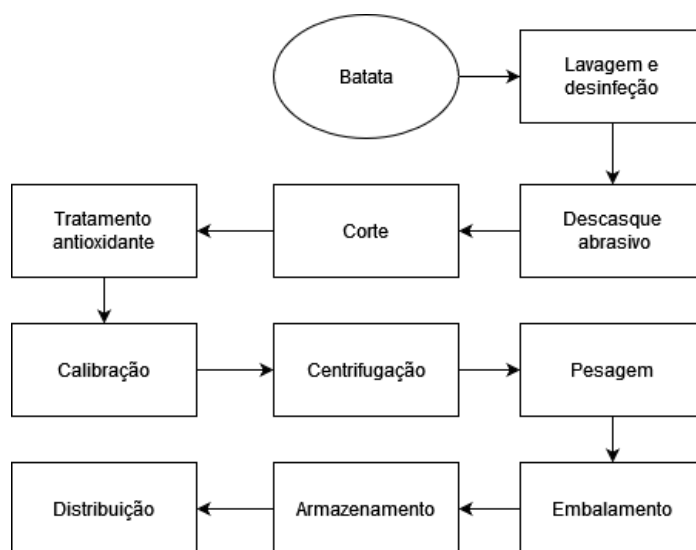 Batata
Lavagem e
desinfeção
Descasque
abrasivo
Corte
Tratamento
antioxidante
Calibração
Centrifugação
Pesagem
Embalamento
Armazenamento
Distribuição